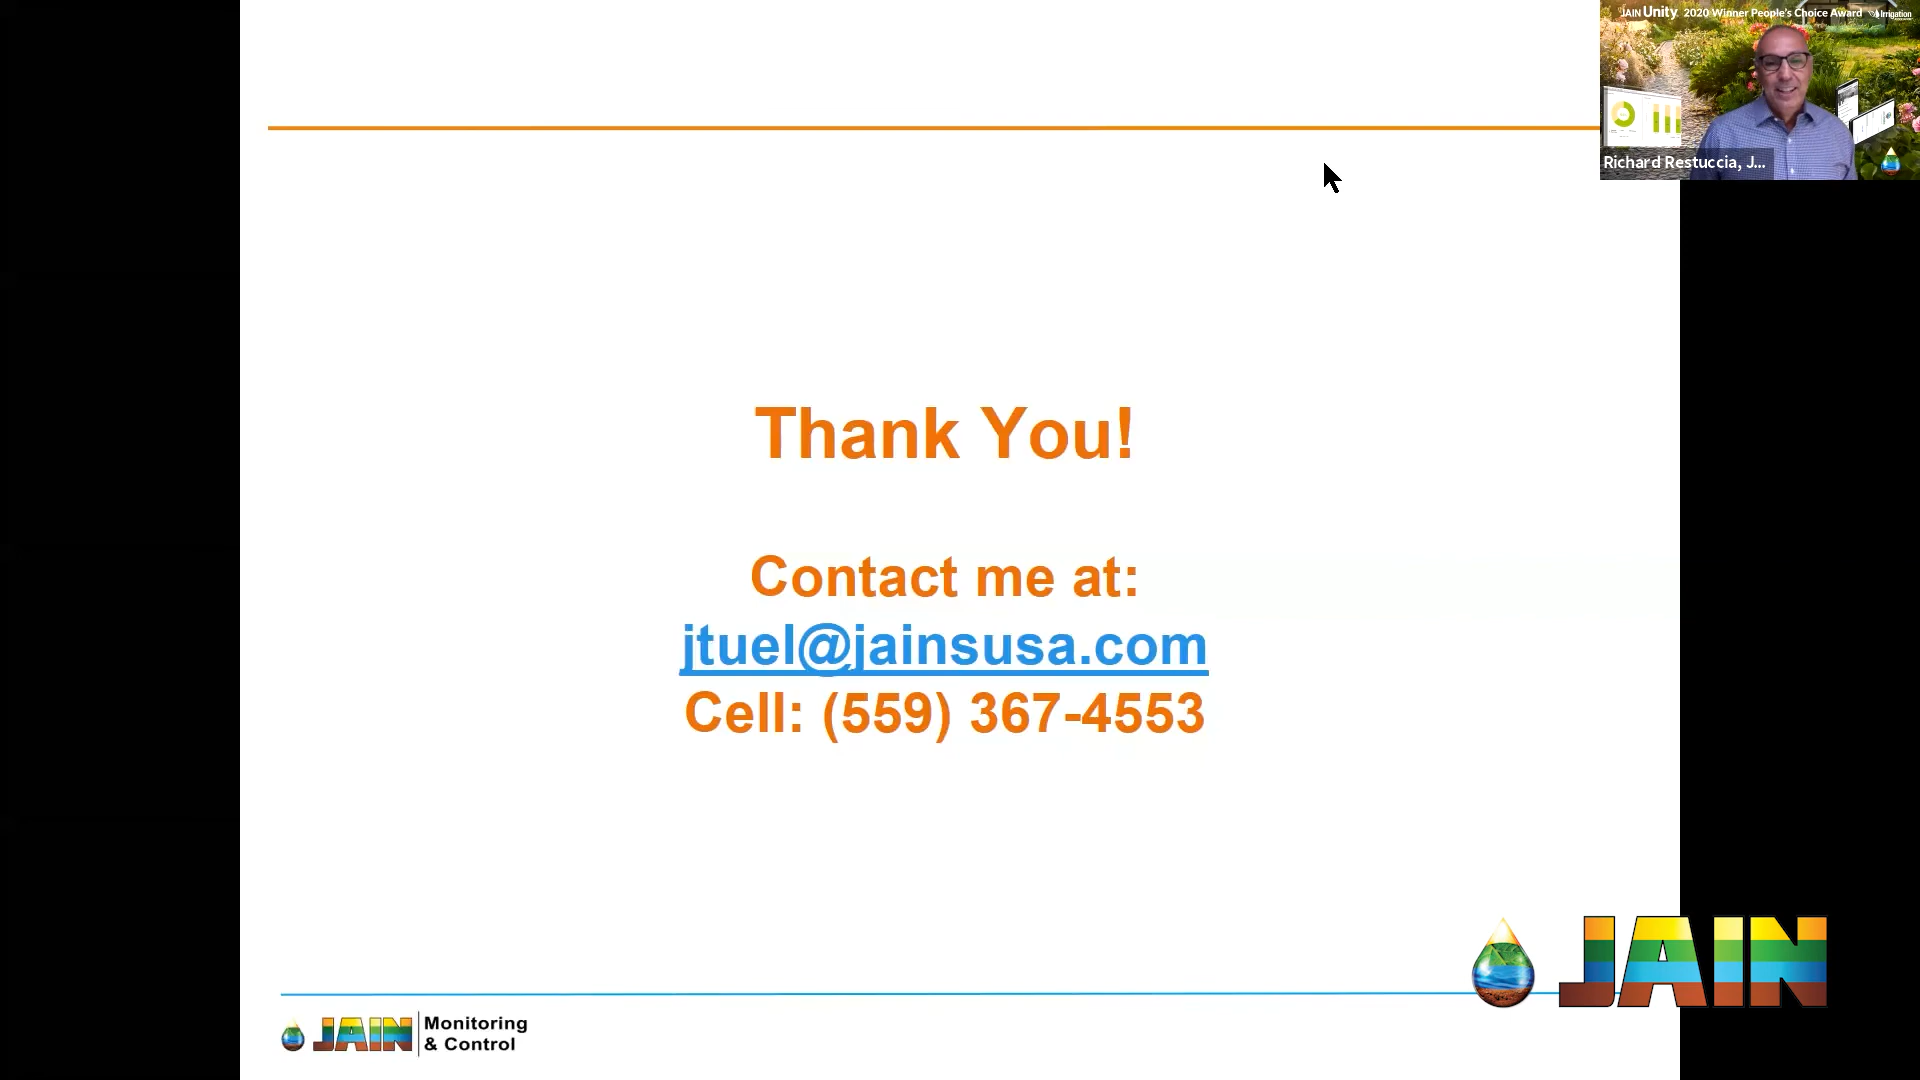 JAIN Unity. 2020 Winner People's Choice Award Irrigation
Richard Restuccia, J...
Thank You!
Contact me at:
jtuel@jainsusa.com
Cell: (559) 367-4553
JAIN
JAIN Monitoring
& Control